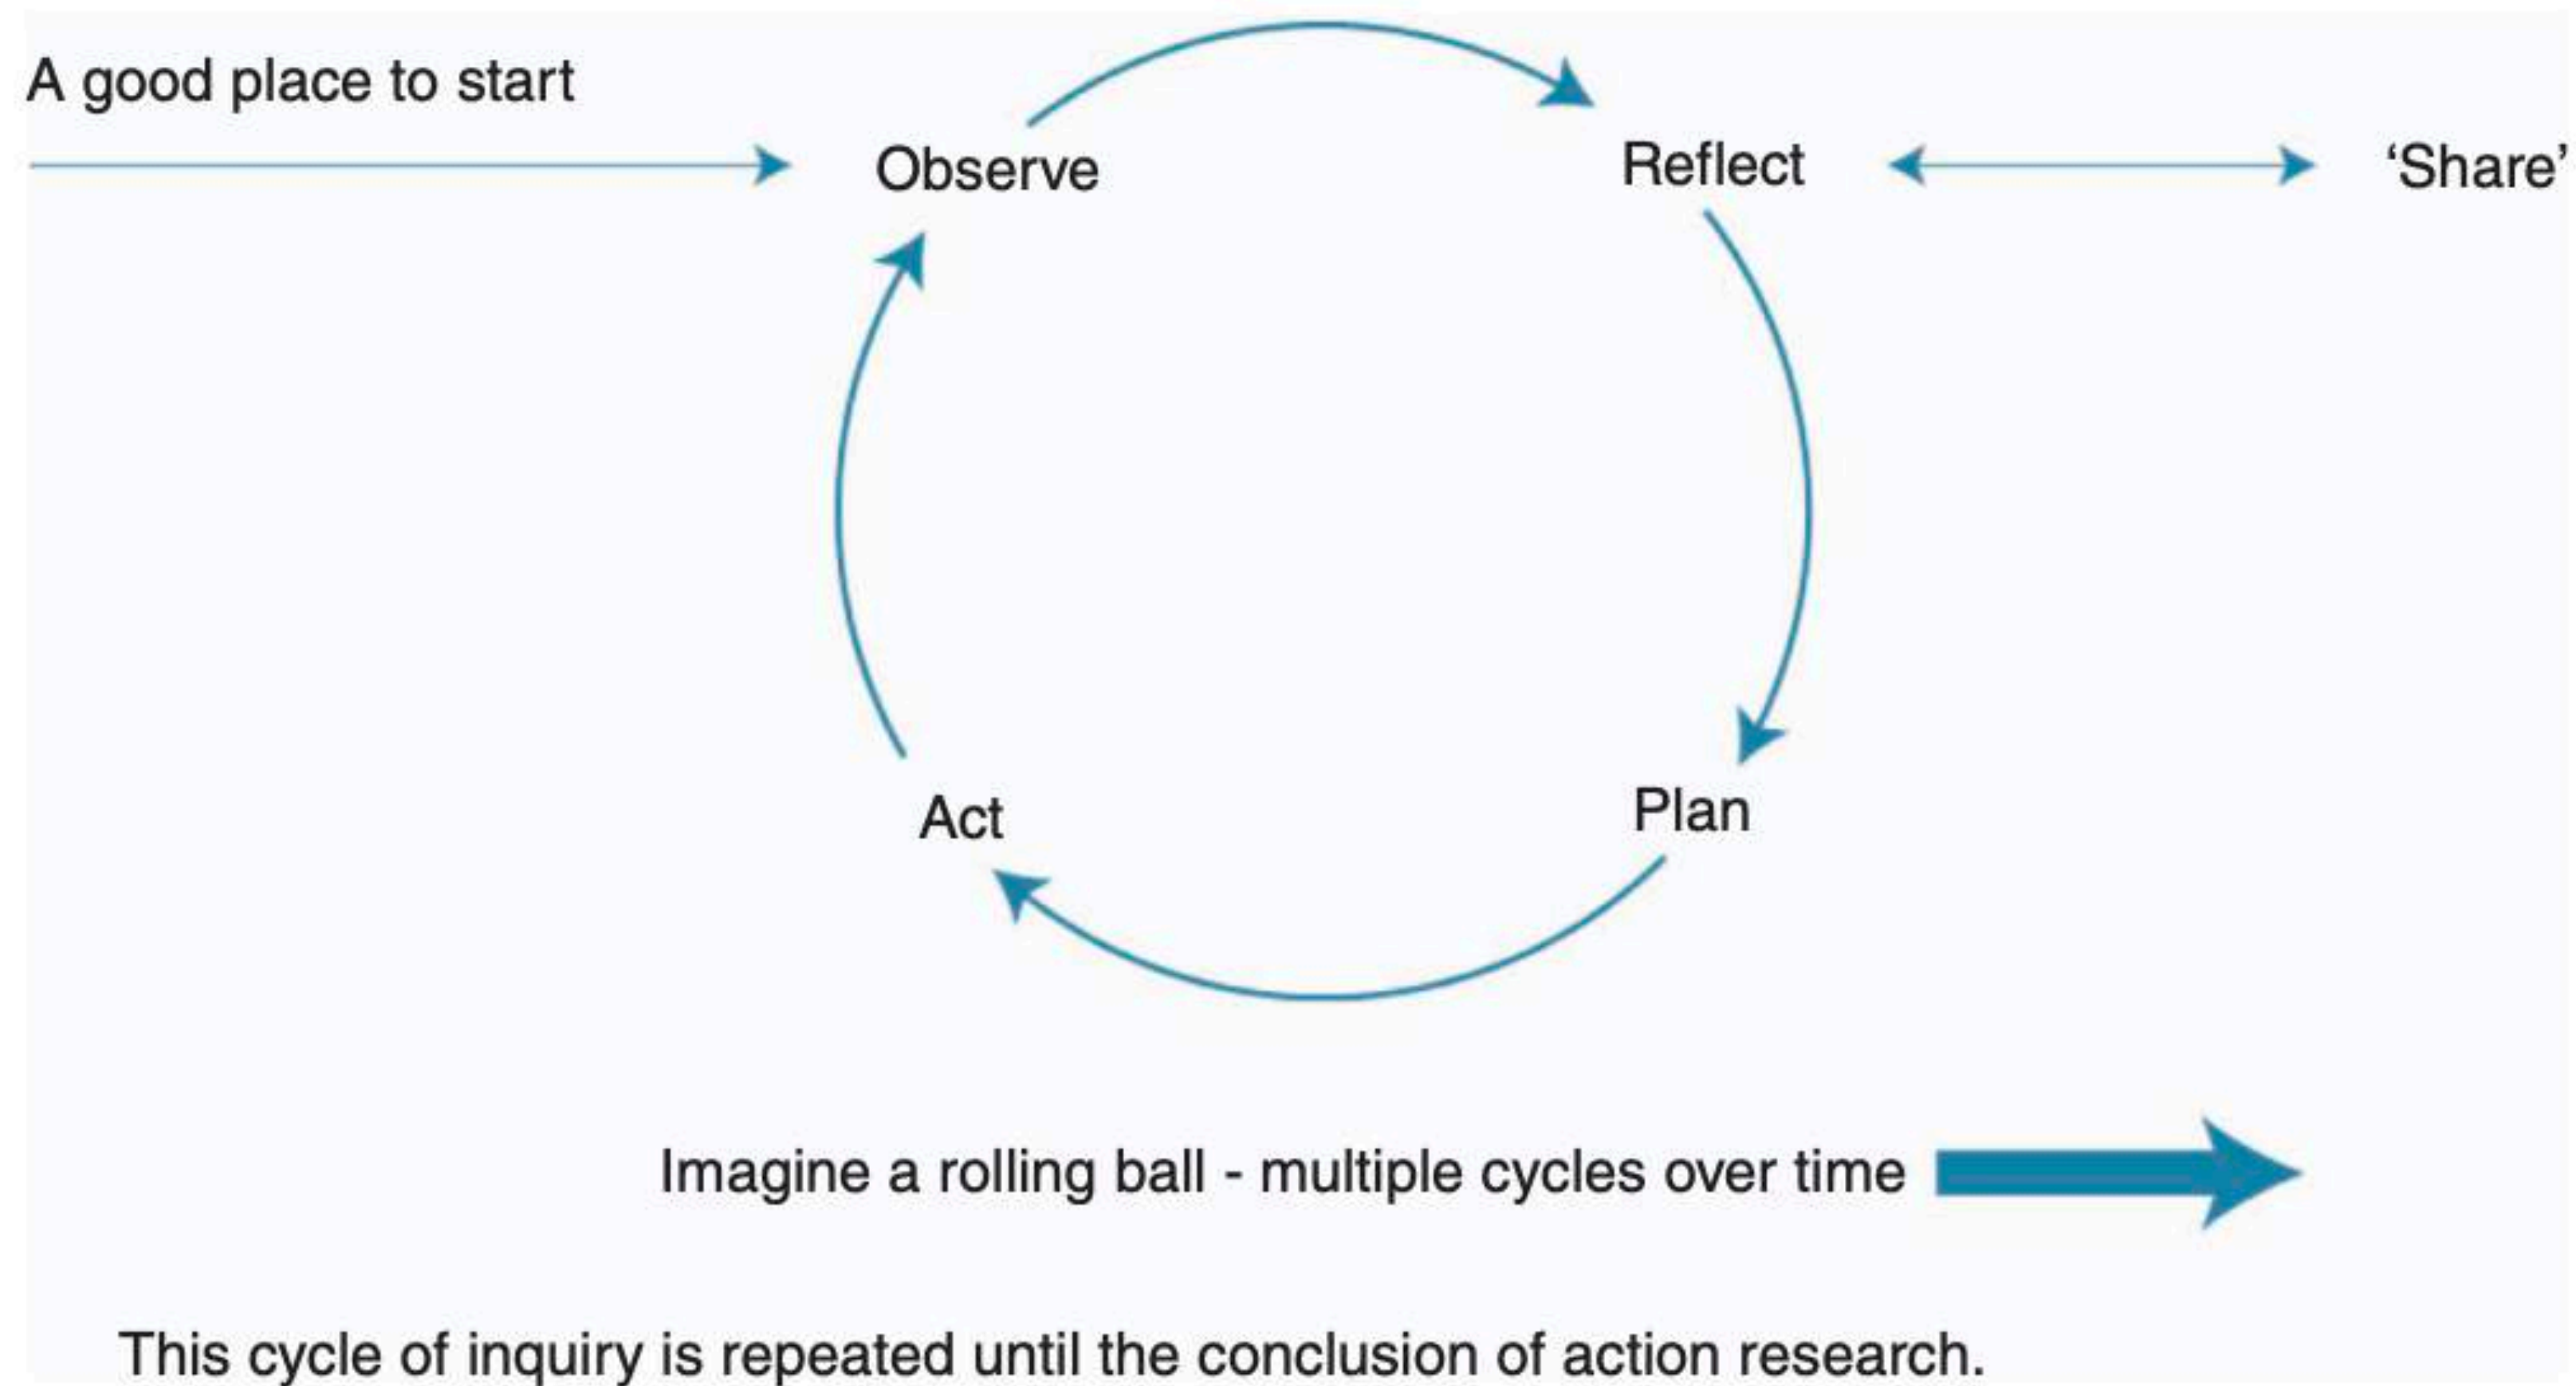 A good place to start
Observe
Reflect
‘Share’
Act
Plan
Imagine a rolling ball - multiple cycles over time
This cycle of inquiry is repeated until the conclusion of action research.